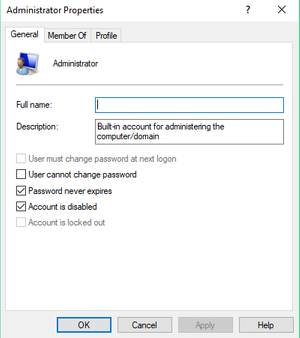 Administrator Properties
General
Member Of
Profile
Administrator
Full name:
Description:
Built-in account for administering the
computer/domain
User must change password at next logon
User cannot change password
Password never expires
Account is disabled
Account is locked out
OK
Cancel
Apply
Help